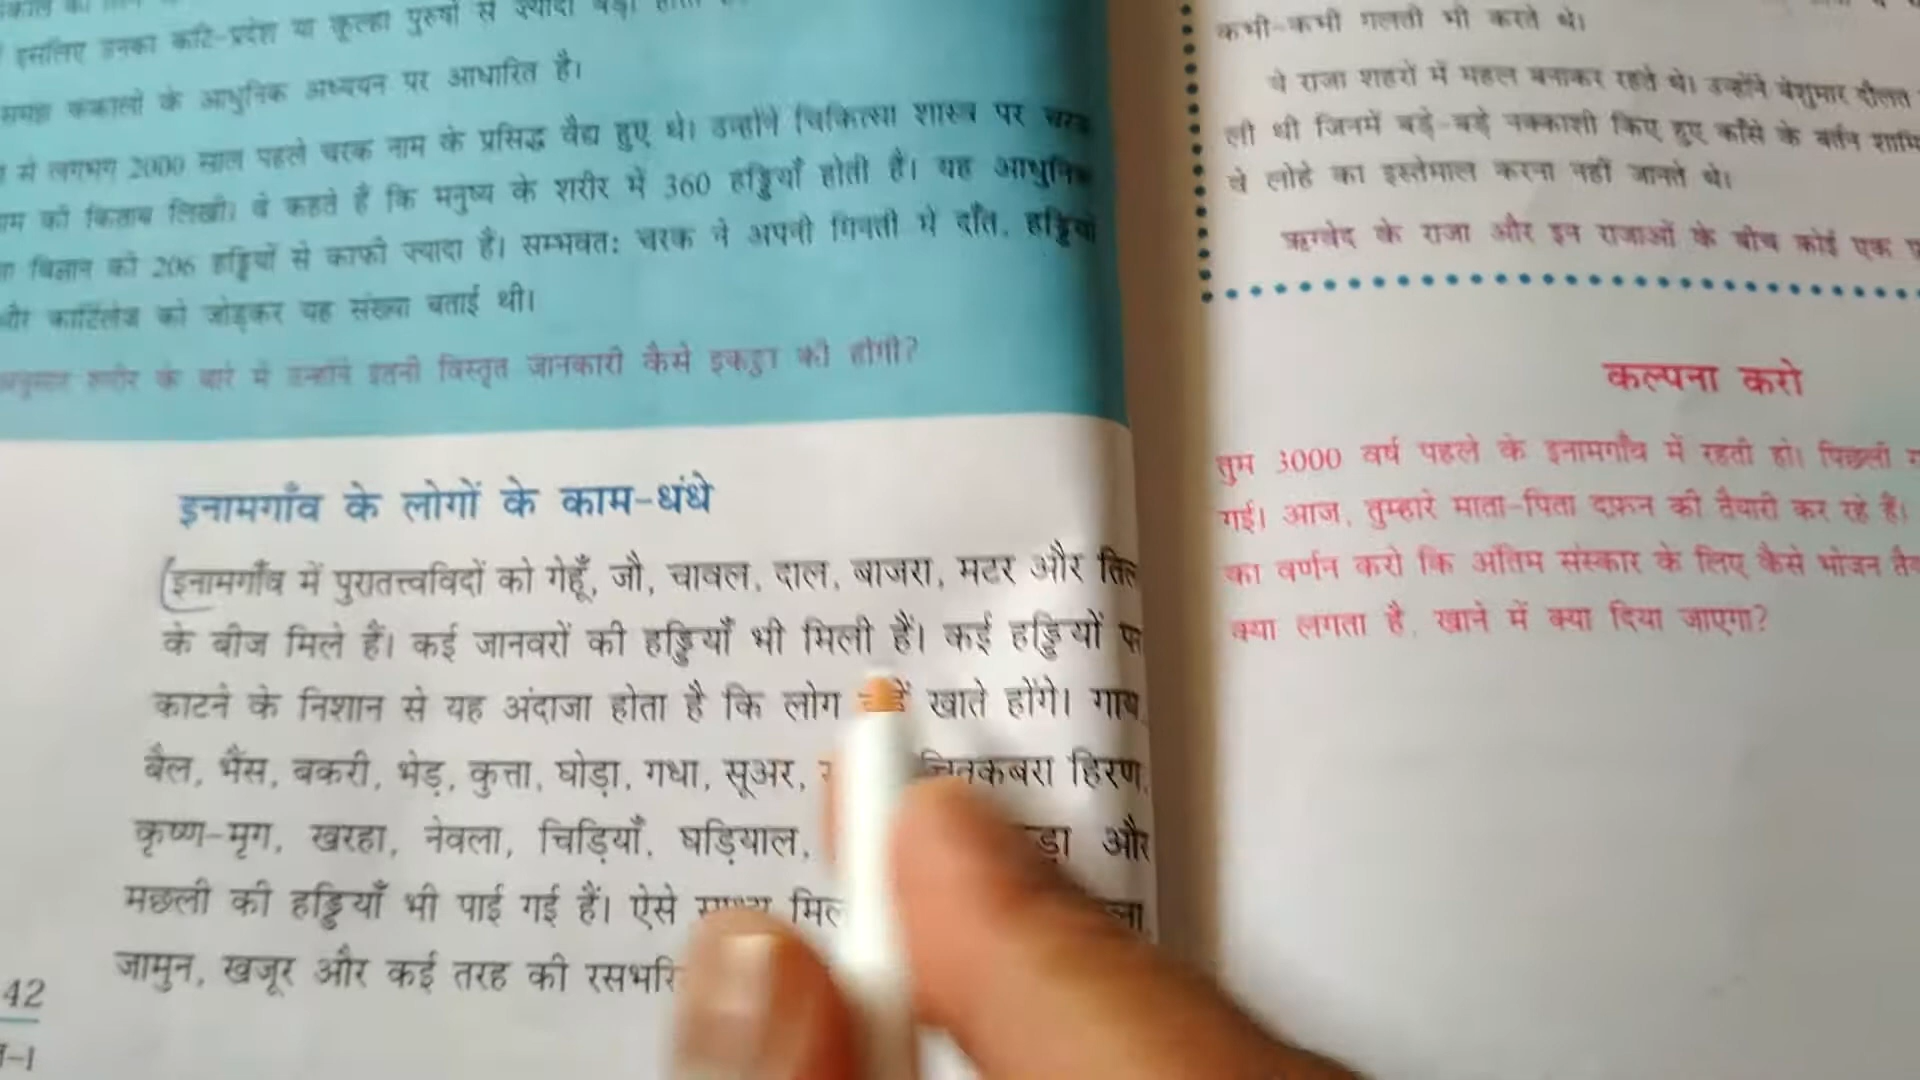 इसलिए उनका कटि-प्रदेश या कूल्हा पुरुषों से ज़्यादा बड़ा
समझ कंकालों के आधुनिक अध्ययन पर आधारित है।
से लगभग 2000 साल पहले चरक नाम के प्रसिद्ध वैद्य हुए थे। उन्होंने चिकित्सा शास्त्र पर चरक
की किताब लिखी। वे कहते हैं कि मनुष्य के शरीर में 360 हड्डियाँ होती हैं। यह आधुनिक
विज्ञान की 206 हड्डियों से काफी ज़्यादा है। सम्भवतः चरक ने अपनी गिनती में दाँत, हड्डियों
और कार्टिलेज को जोड़कर यह संख्या बताई थी।
शरीर के बारे में उन्होंने इतनी विस्तृत जानकारी कैसे इकट्ठा की होगी?
इनामगाँव के लोगों के काम-धंधे
इनामगाँव में पुरातत्त्वविदों को गेहूँ, जौ, चावल, दाल, बाजरा, मटर और तिल
के बीज मिले हैं। कई जानवरों की हड्डियाँ भी मिली हैं। कई हड्डियों पर
काटने के निशान से यह अंदाजा होता है कि लोग खाते होंगे। गाय,
बैल, भैंस, बकरी, भेड़, कुत्ता, घोड़ा, गधा, सूअर, चितकबरा हिरण,
कृष्ण-मृग, खरहा, नेवला, चिड़ियाँ, घड़ियाल, और
मछली की हड्डियाँ भी पाई गई हैं। ऐसे साक्ष्य
जामुन, खजूर और कई तरह की
42
कभी-कभी गलती भी करते थे।
ये राजा शहरों में महल बनाकर रहते थे। उन्होंने बेशुमार दौलत
ली थी जिनमें बड़े-बड़े नक्काशी किए हुए काँसे के बर्तन
वे लोहे का इस्तेमाल करना नहीं जानते थे।
ऋग्वेद के राजा और इन राजाओं के बीच कोई एक
कल्पना करो
तुम 3000 वर्ष पहले के इनामगाँव में रहती हो। पिछली
गई। आज, तुम्हारे माता-पिता दफ़न की तैयारी कर रहे हैं।
का वर्णन करो कि अंतिम संस्कार के लिए कैसे भोजन
क्या लगता है, खाने में क्या दिया जाएगा?